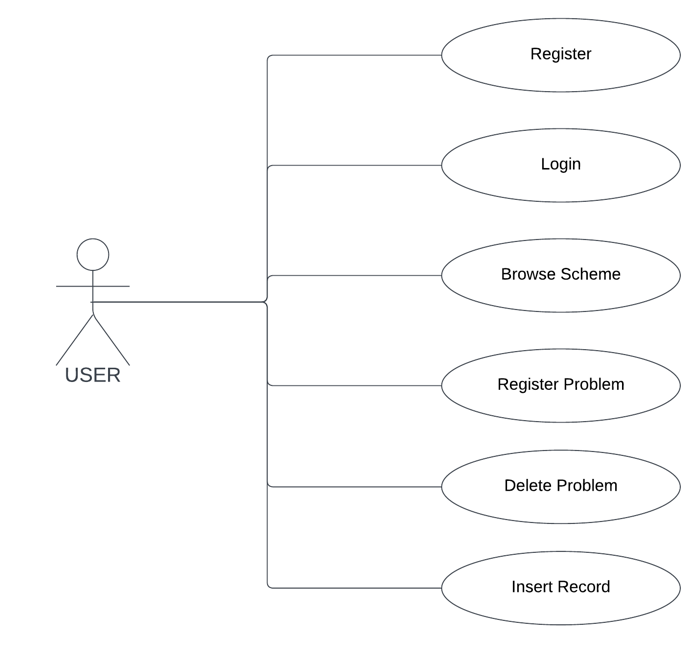 Register
Login
Browse Scheme
USER
Register Problem
Delete Problem
Insert Record